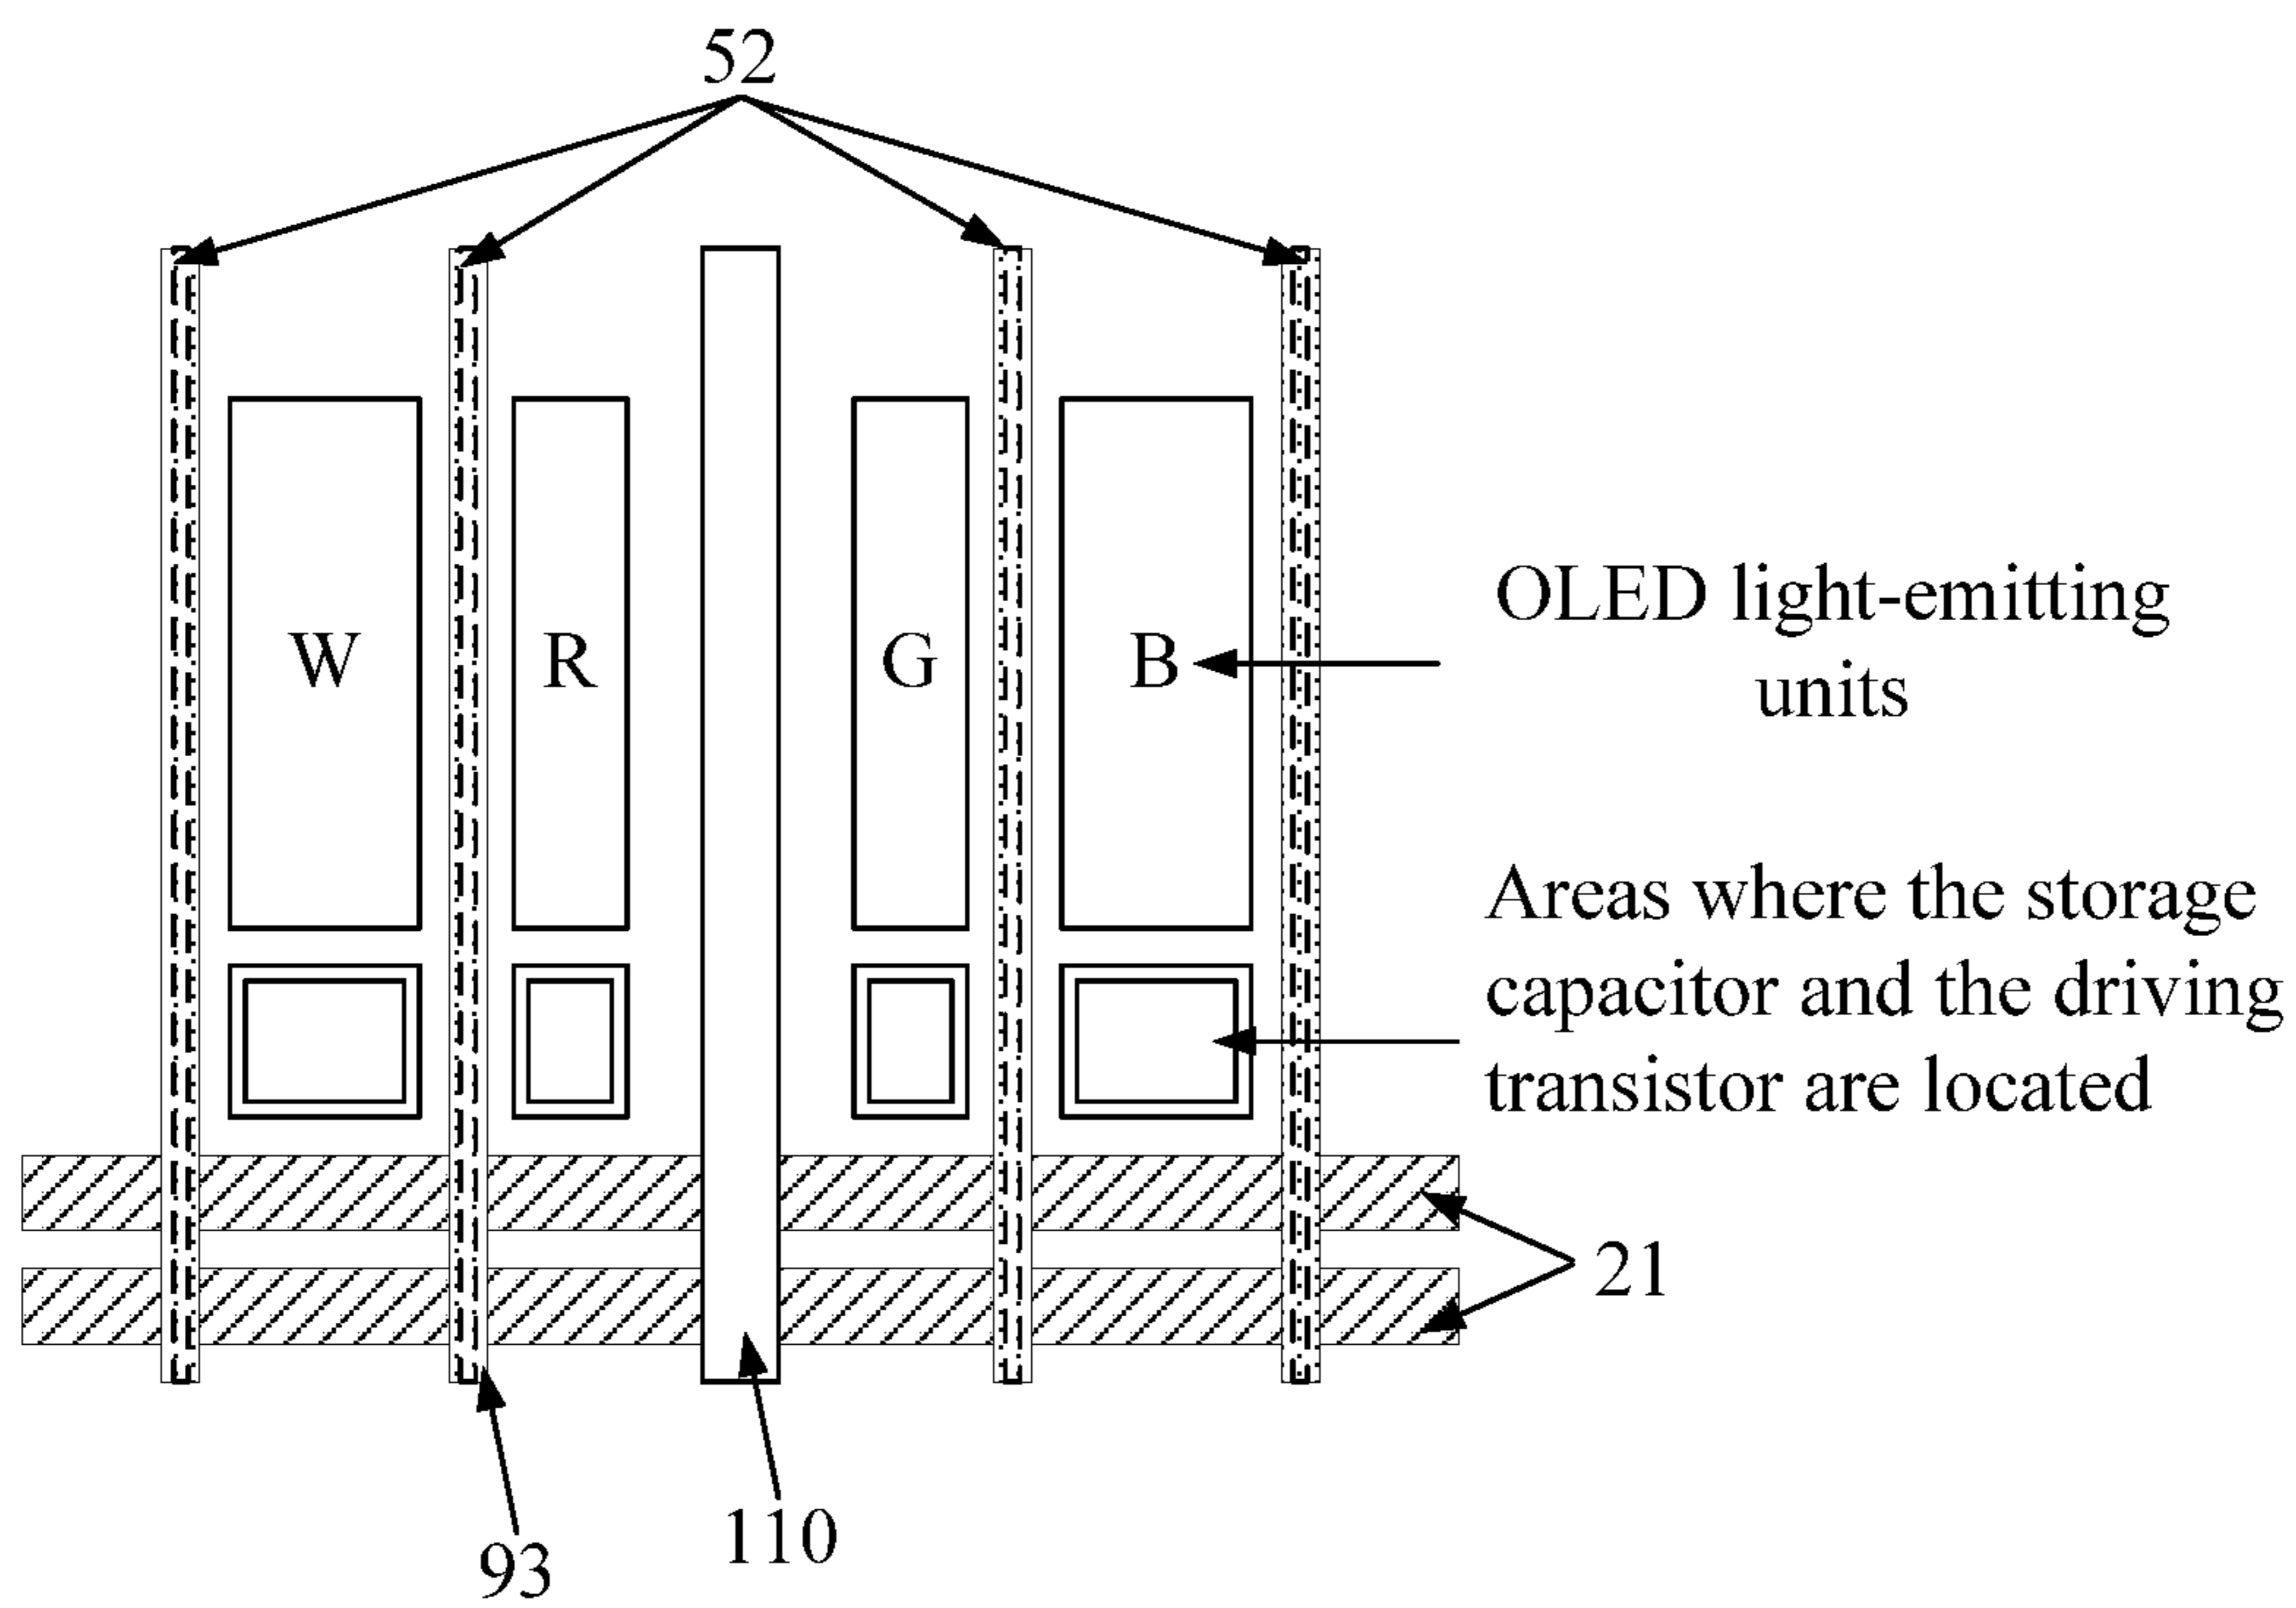 52
W R G B
OLED light-emitting
units
Areas where the storage
capacitor and the driving
transistor are located
21
110
93